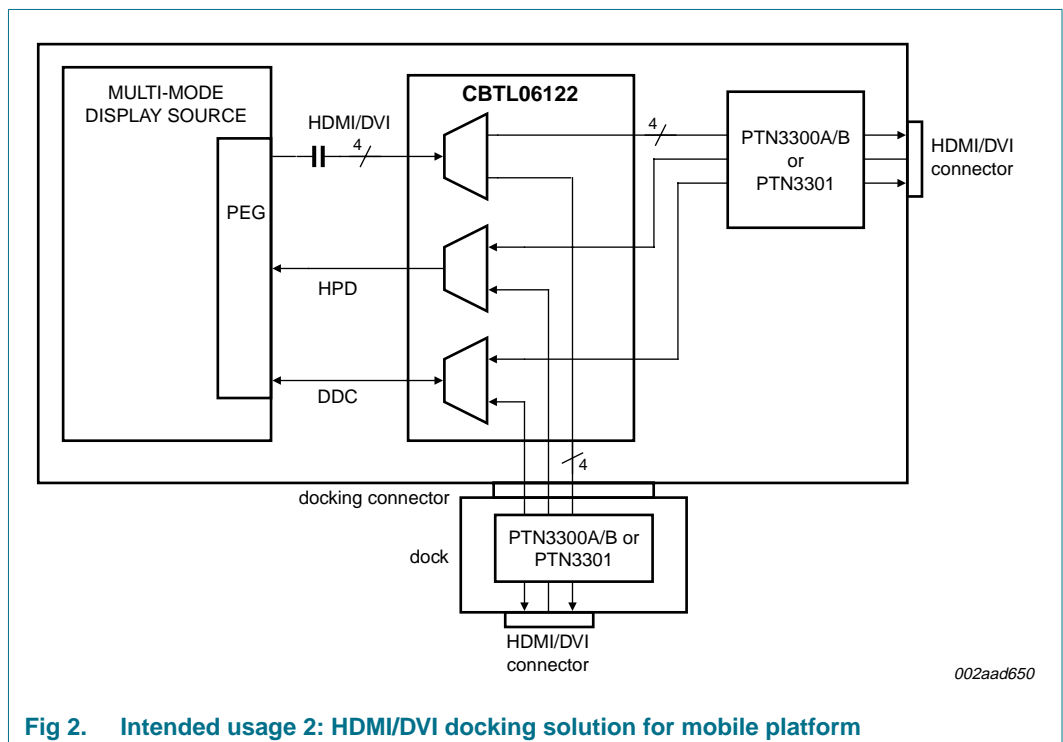 MULTI-MODE
DISPLAY SOURCE
PEG
HDMI/DVI
4
HPD
DDC
CBTL06122
4
PTN3300A/B
or
PTN3301
HDMI/DVI
connector
4
docking connector
dock
PTN3300A/B or
PTN3301
HDMI/DVI
connector
002aad650
Fig 2. Intended usage 2: HDMI/DVI docking solution for mobile platform